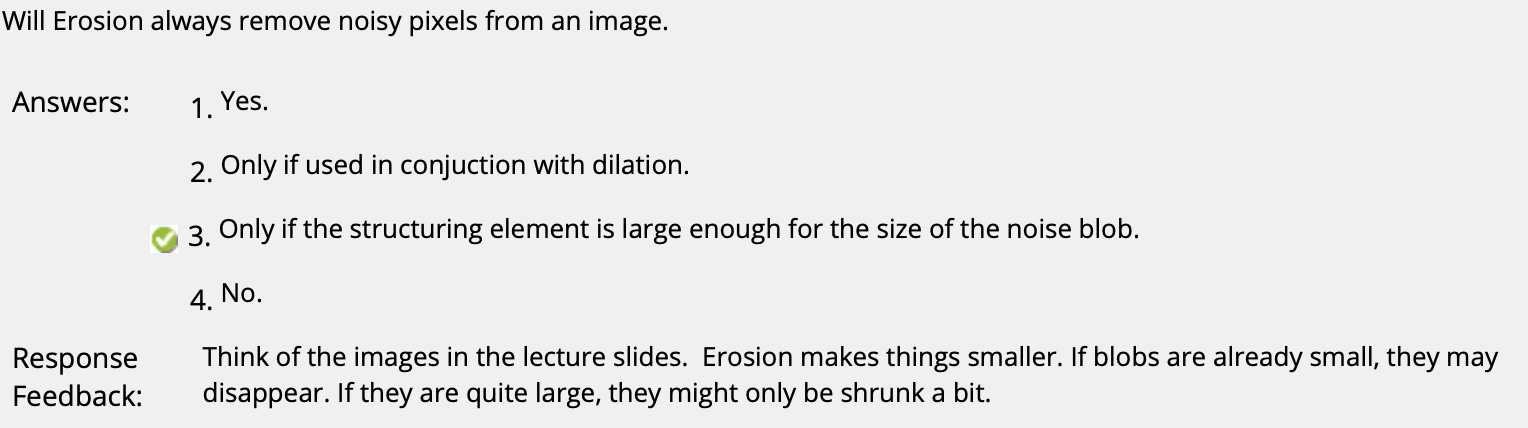 Will Erosion always remove noisy pixels from an image.
Answers: 1. Yes.
2. Only if used in conjuction with dilation.
3. Only if the structuring element is large enough for the size of the noise blob.
4. No.
Response Feedback: Think of the images in the lecture slides.  Erosion makes things smaller. If blobs are already small, they may
disappear. If they are quite large, they might only be shrunk a bit.